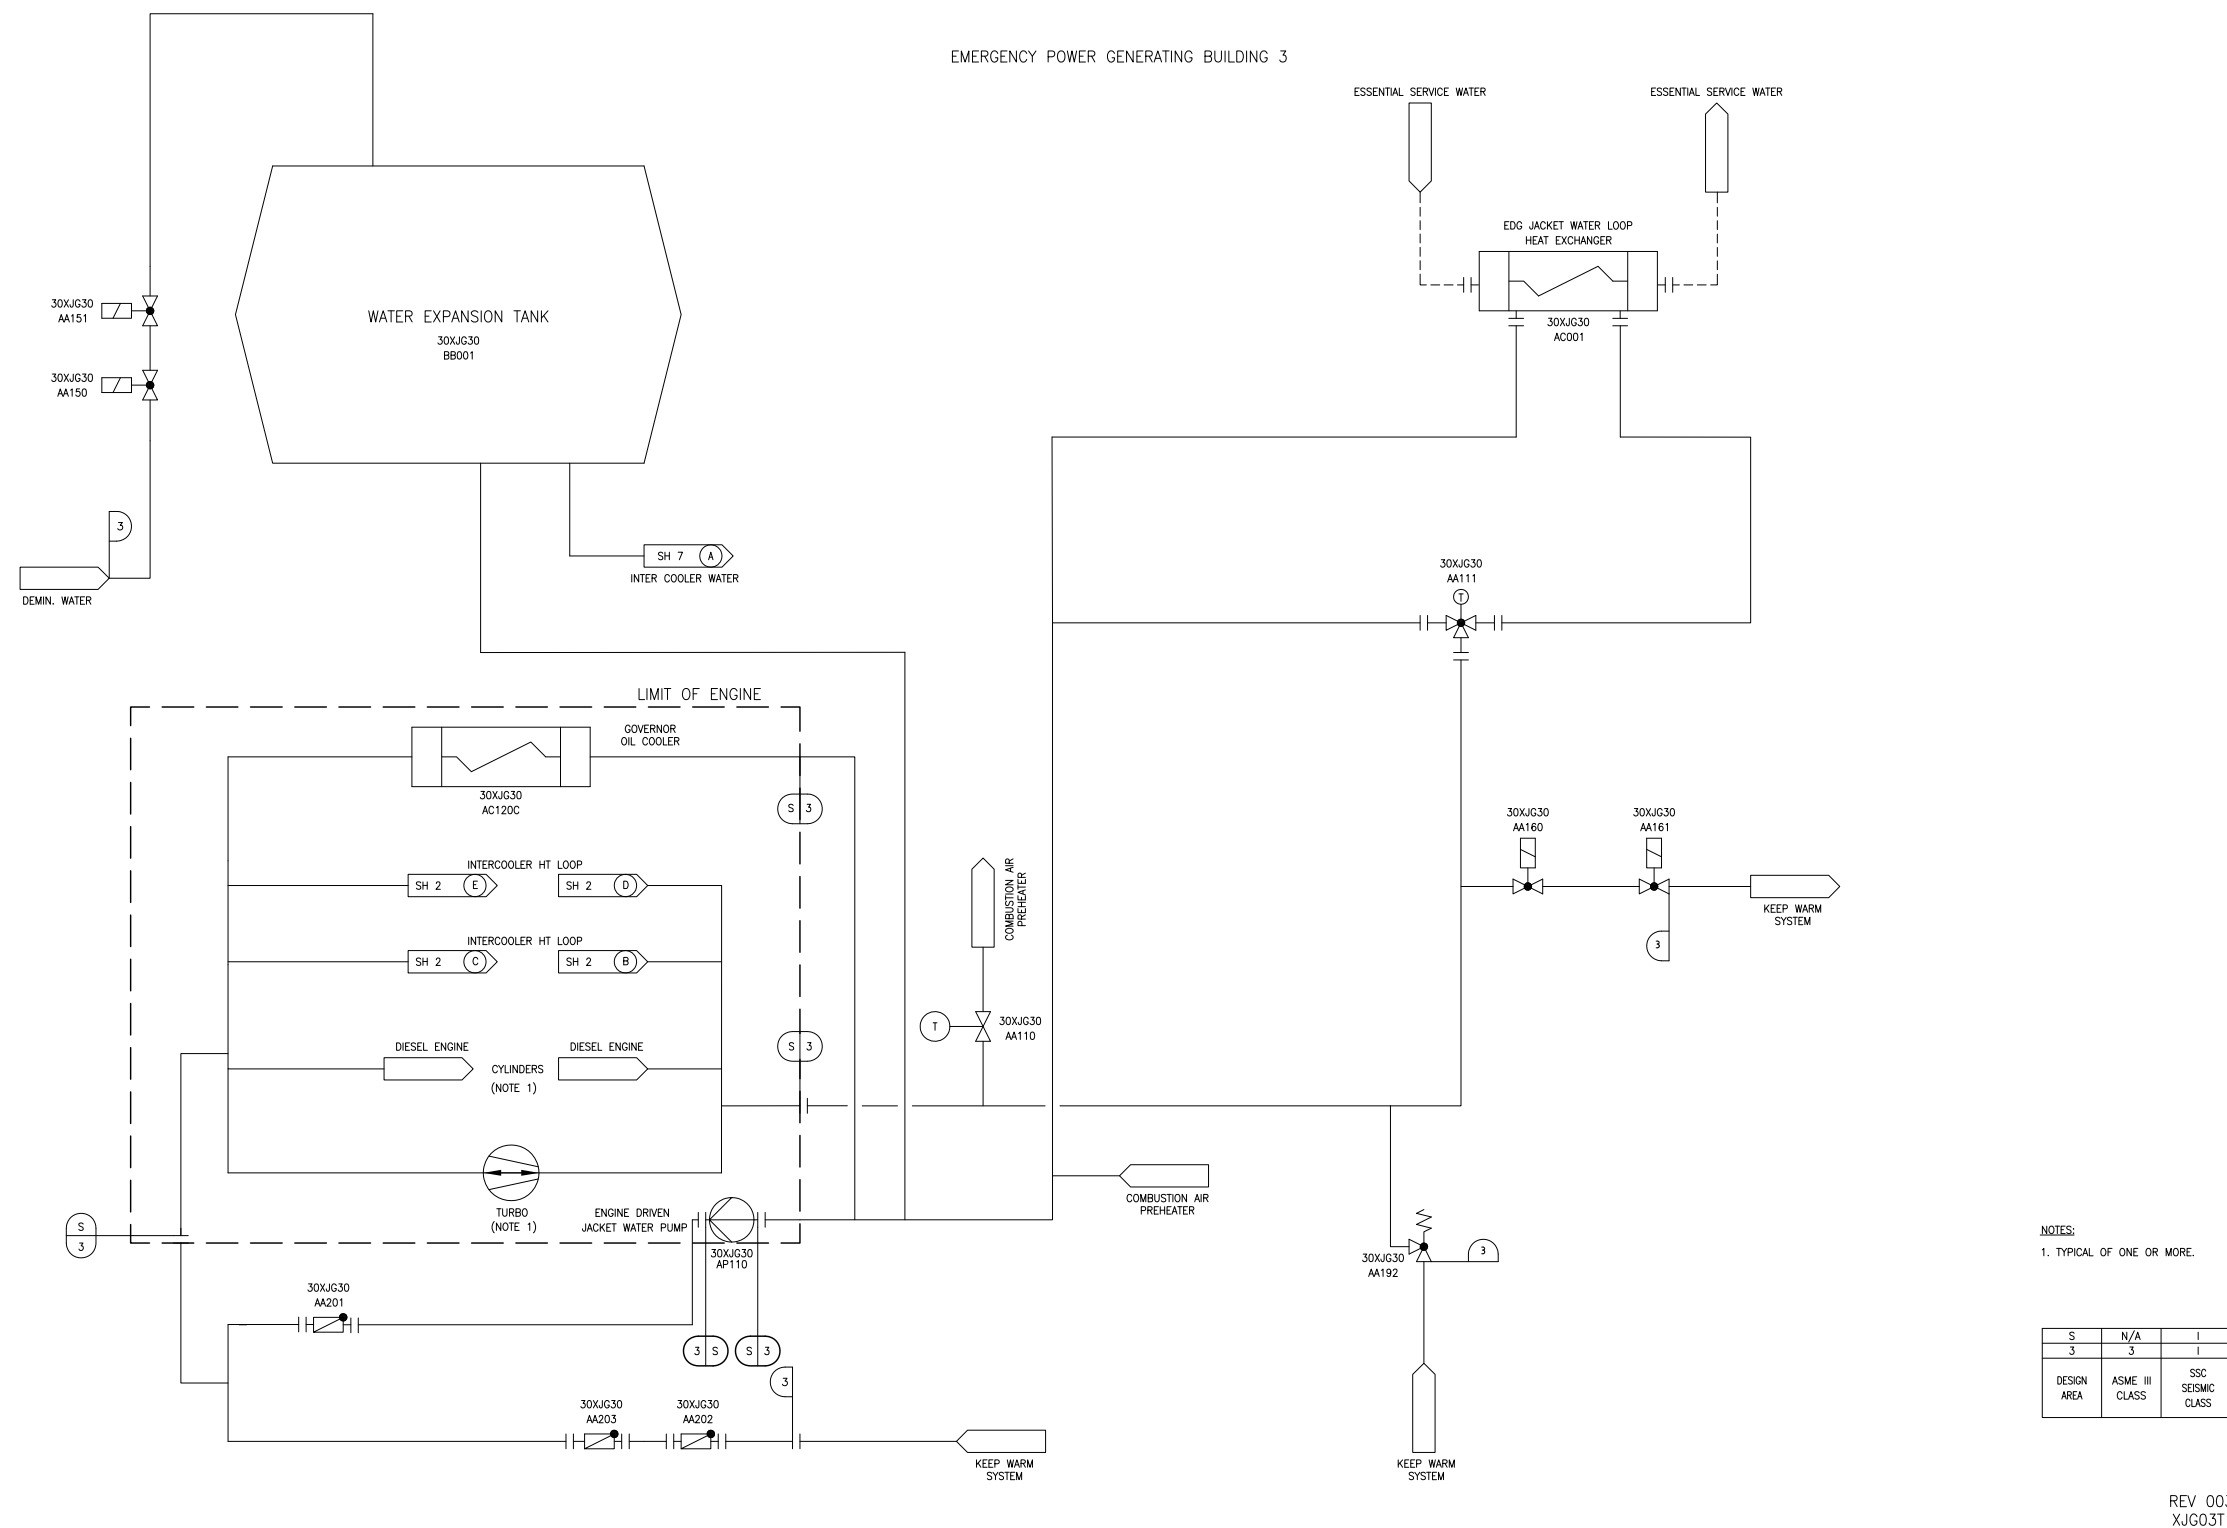 EMERGENCY POWER GENERATING BUILDING 3
ESSENTIAL SERVICE WATER
ESSENTIAL SERVICE WATER
EDG JACKET WATER LOOP
HEAT EXCHANGER
30XJG30
AC001
30XJG30
AA151
30XJG30
AA150
WATER EXPANSION TANK
30XJG30
BB001
3
DEMIN. WATER
SH 7 A
INTER COOLER WATER
30XJG30
AA111
T
LIMIT OF ENGINE
GOVERNOR
OIL COOLER
30XJG30
AC120C
S 3
INTERCOOLER HT LOOP
SH 2 E
SH 2 D
INTERCOOLER HT LOOP
SH 2 C
SH 2 B
COMBUSTION AIR
PREHEATER
30XJG30
AA160
30XJG30
AA161
KEEP WARM
SYSTEM
3
T
30XJG30
AA110
S 3
DIESEL ENGINE
DIESEL ENGINE
CYLINDERS
(NOTE 1)
TURBO
(NOTE 1)
ENGINE DRIVEN
JACKET WATER PUMP
30XJG30
AP110
COMBUSTION AIR
PREHEATER
S
3
30XJG30
AA192
3
30XJG30
AA201
3 S
S 3
3
30XJG30
AA203
30XJG30
AA202
KEEP WARM
SYSTEM
KEEP WARM
SYSTEM
NOTES:
1. TYPICAL OF ONE OR MORE.
S N/A I
3 3 I
DESIGN
AREA
ASME III
CLASS
SSC
SEISMIC
CLASS
REV 003
XJG03T